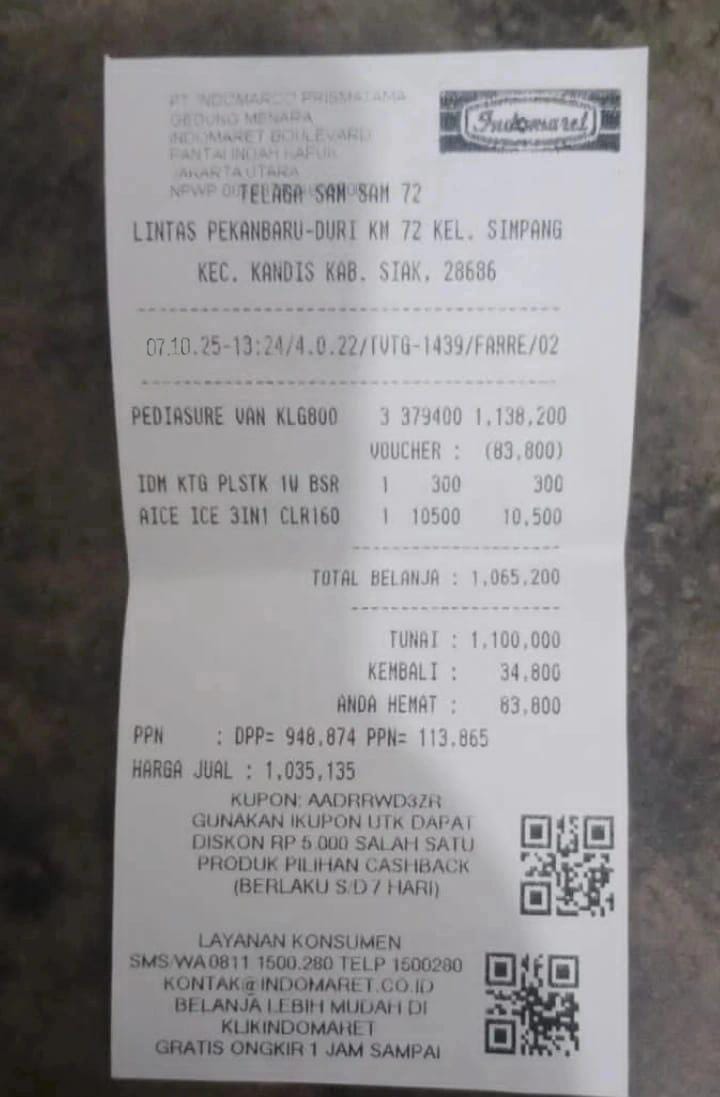 PT INDOMARCO PRISMATAMA
GEDUNG MENARA
INDOMARET BOULEVARD
PANTAI INDAH KAPUK
JAKARTA UTARA
NPWP
Indomaret
TELAGA SAM SAM 72
LINTAS PEKANBARU-DURI KM 72 KEL. SIMPANG
KEC. KANDIS KAB. SIAK, 28686
07.10.25-13:24/4.0.22/TVTG-1439/FARRE/02
PEDIASURE VAN KLG800 3 379400 1,138,200
VOUCHER : (83,800)
IDM KTG PLSTK 1W BSR 1 300 300
AICE ICE 3IN1 CLR160 1 10500 10,500
TOTAL BELANJA : 1,065,200
TUNAI : 1,100,000
KEMBALI : 34,800
ANDA HEMAT : 83,800
PPN : DPP= 948,874 PPN= 113,865
HARGA JUAL : 1,035,135
KUPON: AADRRWD3ZR
GUNAKAN IKUPON UTK DAPAT
DISKON RP 5.000 SALAH SATU
PRODUK PILIHAN CASHBACK
(BERLAKU S/D 7 HARI)
LAYANAN KONSUMEN
SMS/WA 0811 1500.280 TELP 1500280
KONTAK@INDOMARET.CO.ID
BELANJA LEBIH MUDAH DI
KLIKINDOMARET
GRATIS ONGKIR 1 JAM SAMPAI